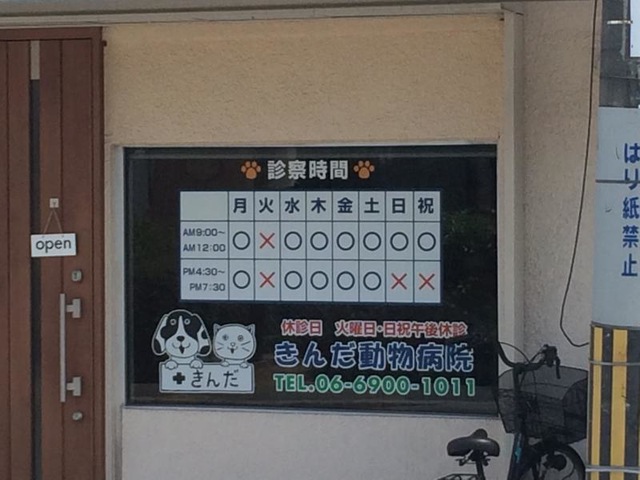 診察時間
月 火 水 木 金 土 日 祝
AM9:00~ AM12:00 ○ × ○ ○ ○ ○ ○ ○
PM4:30~ PM7:30 ○ × ○ ○ ○ ○ × ×
休診日 火曜日・日祝午後休診
きんだ動物病院
TEL.06-6900-1011
きんだ
open
はり紙禁止